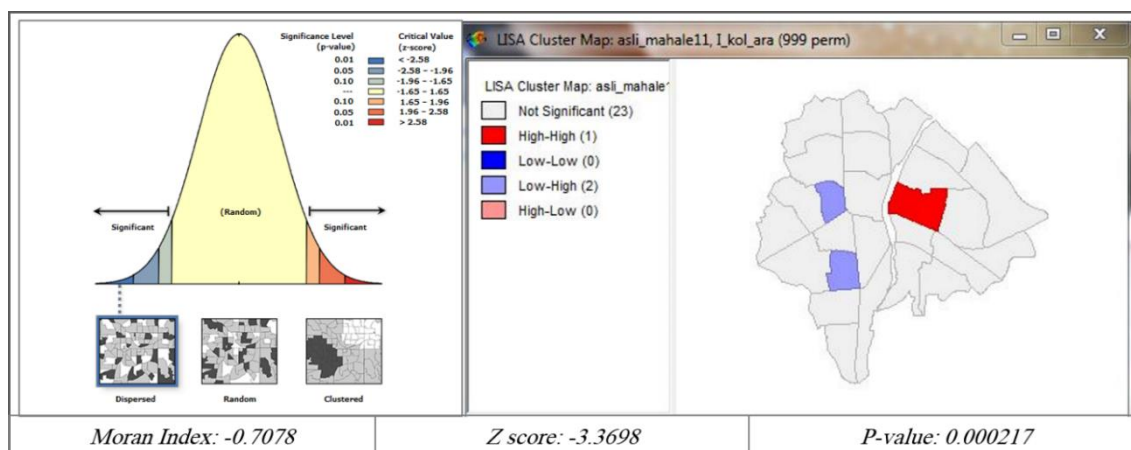 Significance Level (p-value) Critical Value (z-score)
0.01 < -2.58
0.05 -2.58 - -1.96
0.10 -1.96 - -1.65
--- -1.65 - 1.65
0.10 1.65 - 1.96
0.05 1.96 - 2.58
0.01 > 2.58
(Random)
Significant Significant
Dispersed Random Clustered
LISA Cluster Map: asli_mahale11, I_kol_ara (999 perm)
LISA Cluster Map: asli_mahale1
Not Significant (23)
High-High (1)
Low-Low (0)
Low-High (2)
High-Low (0)
Moran Index: -0.7078 Z score: -3.3698 P-value: 0.000217